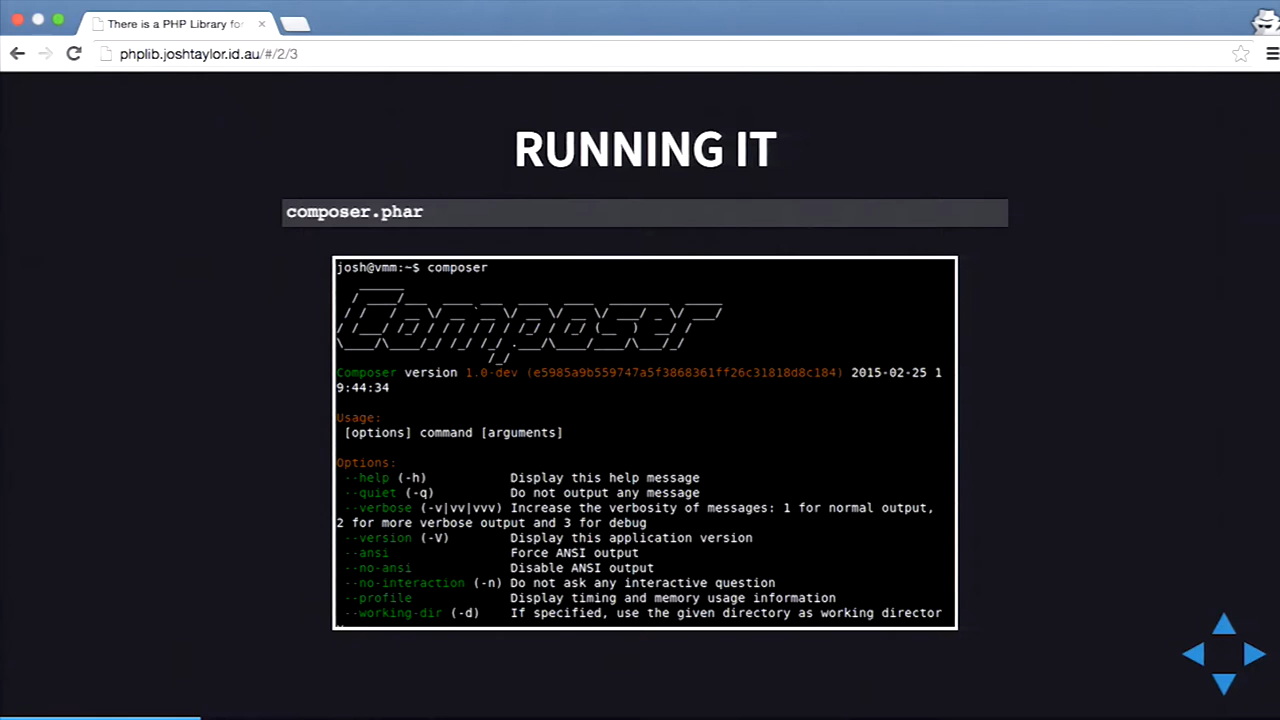 There is a PHP Library for
phplib.joshtaylor.id.au/#/2/3
RUNNING IT
composer.phar
josh@vmm:~$ composer
Composer
Composer version 1.0-dev (e5985a9b559747a5f3868361ff26c31818d8c184) 2015-02-25 1
9:44:34
Usage:
[options] command [arguments]
Options:
--help (-h) Display this help message
--quiet (-q) Do not output any message
--verbose (-v|vv|vvv) Increase the verbosity of messages: 1 for normal output,
2 for more verbose output and 3 for debug
--version (-V) Display this application version
--ansi Force ANSI output
--no-ansi Disable ANSI output
--no-interaction (-n) Do not ask any interactive question
--profile Display timing and memory usage information
--working-dir (-d) If specified, use the given directory as working director